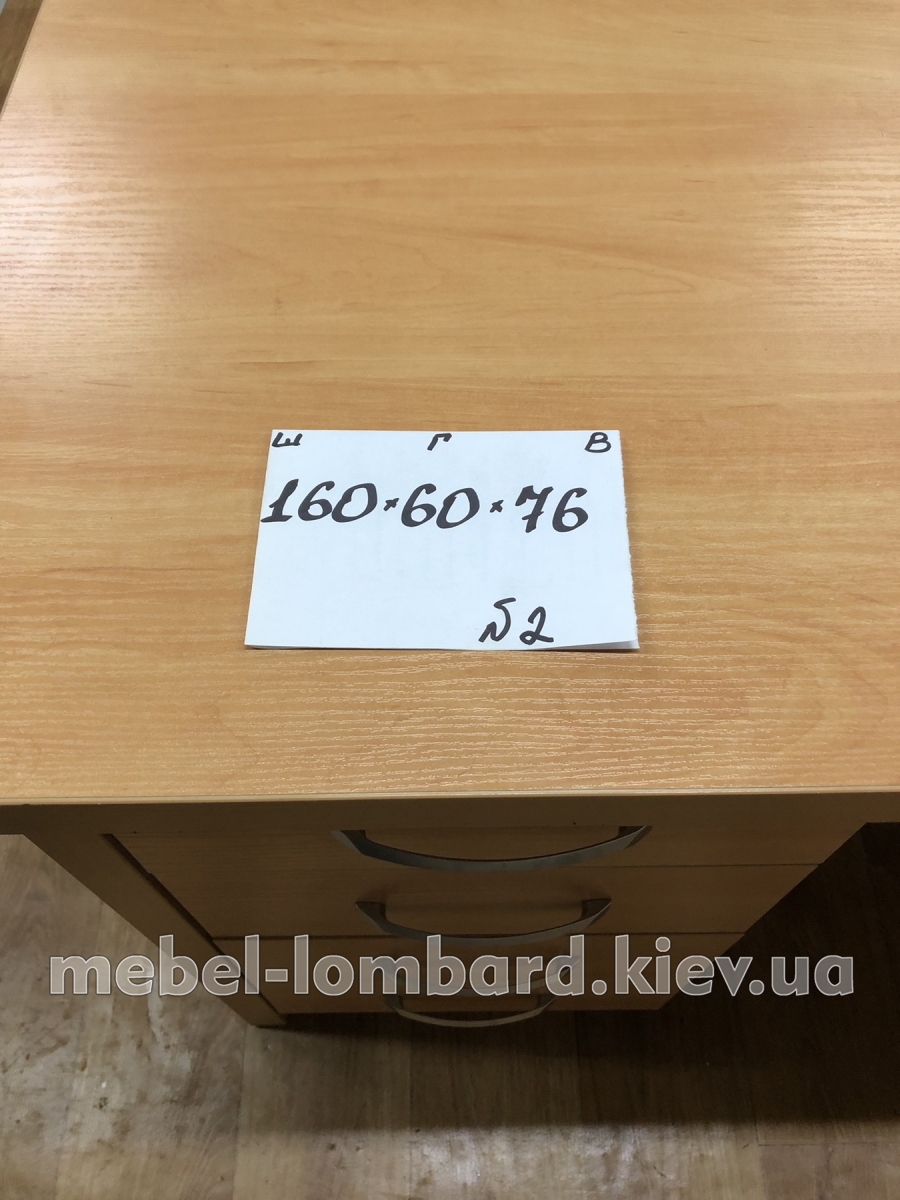 Ш Г В
160×60×76
№2
mebel-lombard.kiev.ua